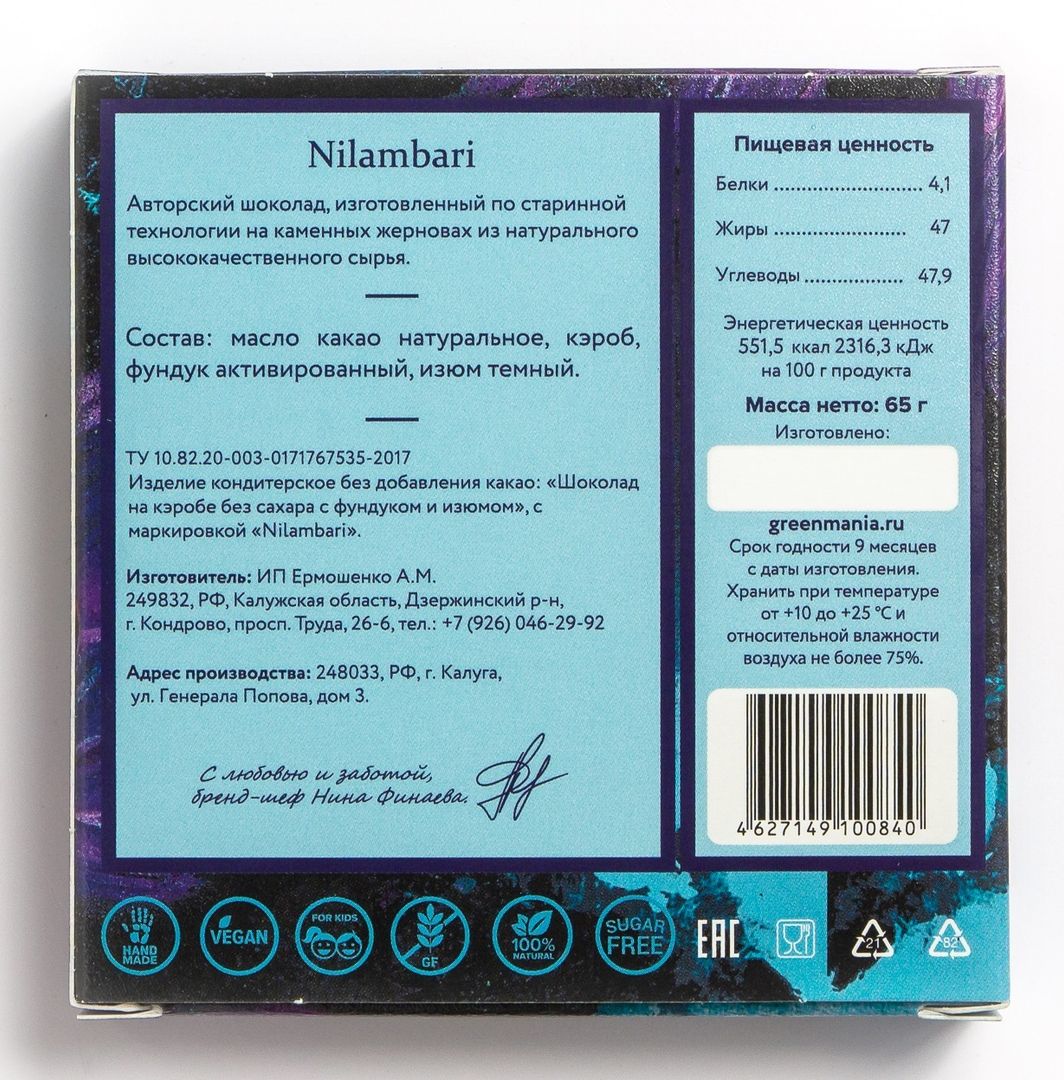 Nilambari
Авторский шоколад, изготовленный по старинной
технологии на каменных жерновах из натурального
высококачественного сырья.
Состав: масло какао натуральное, кэроб,
фундук активированный, изюм темный.
ТУ 10.82.20-003-0171767535-2017
Изделие кондитерское без добавления какао: «Шоколад
на кэробе без сахара с фундуком и изюмом», с
маркировкой «Nilambari».
Изготовитель: ИП Ермошенко А.М.
249832, РФ, Калужская область, Дзержинский р-н,
г. Кондрово, просп. Труда, 26-6, тел.: +7 (926) 046-29-92
Адрес производства: 248033, РФ, г. Калуга,
ул. Генерала Попова, дом 3.
С любовью и заботой,
бренд-шеф Нина Финаева.
Пищевая ценность
Белки ........................... 4,1
Жиры ........................ 47
Углеводы .................. 47,9
Энергетическая ценность
551,5 ккал 2316,3 кДж
на 100 г продукта
Масса нетто: 65 г
Изготовлено:
greenmania.ru
Срок годности 9 месяцев
с даты изготовления.
Хранить при температуре
от +10 до +25 °С и
относительной влажности
воздуха не более 75%.
4 627149 100840
HAND
MADE
VEGAN
FOR KIDS
GF
100%
NATURAL
SUGAR
FREE
EAC
21
82